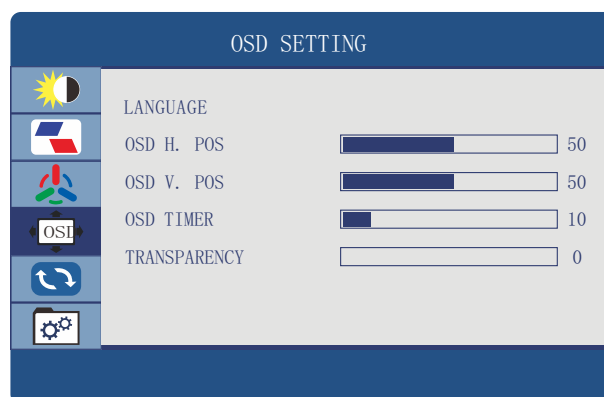 OSD SETTING
LANGUAGE
OSD H. POS 50
OSD V. POS 50
OSD
OSD TIMER 10
TRANSPARENCY 0